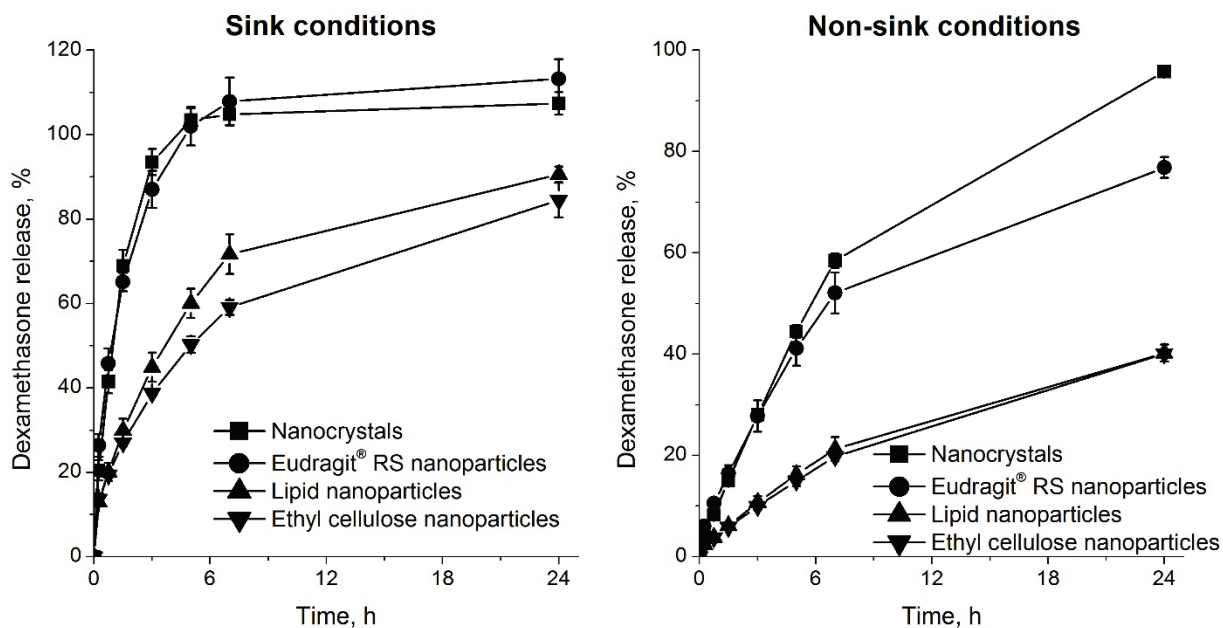 Sink conditions
Dexamethasone release, %
120
100
80
60
40
20
0
Nanocrystals
Eudragit® RS nanoparticles
Lipid nanoparticles
Ethyl cellulose nanoparticles
0 6 12 18 24
Time, h
Non-sink conditions
Dexamethasone release, %
100
80
60
40
20
0
Nanocrystals
Eudragit® RS nanoparticles
Lipid nanoparticles
Ethyl cellulose nanoparticles
0 6 12 18 24
Time, h